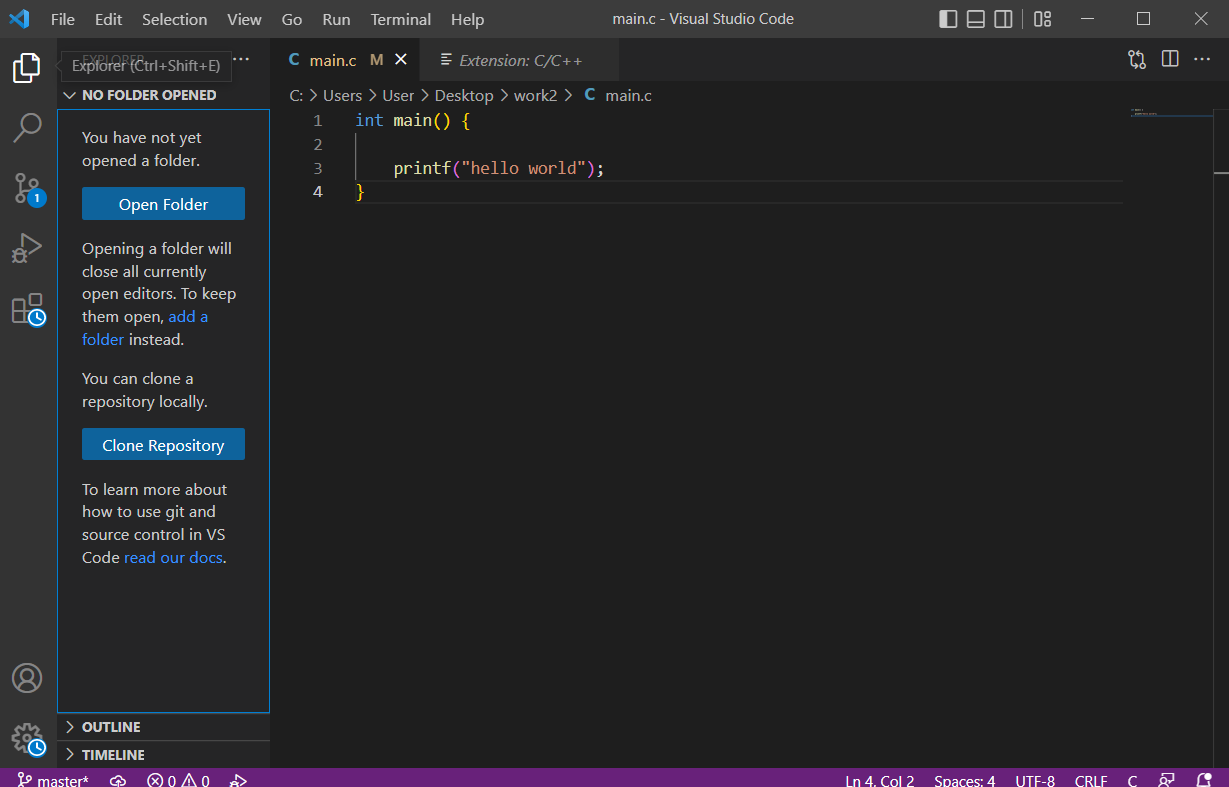 File Edit Selection View Go Run Terminal Help
main.c - Visual Studio Code
EXPLORER
Explorer (Ctrl+Shift+E)
NO FOLDER OPENED
You have not yet
opened a folder.
Open Folder
Opening a folder will
close all currently
open editors. To keep
them open, add a
folder instead.
You can clone a
repository locally.
Clone Repository
To learn more about
how to use git and
source control in VS
Code read our docs.
OUTLINE
TIMELINE
1
C main.c M
Extension: C/C++
C: > Users > User > Desktop > work2 > C main.c
1 int main() {
2
3     printf("hello world");
4 }
master* 0 0 Ln 4, Col 2 Spaces: 4 UTF-8 CRLF C